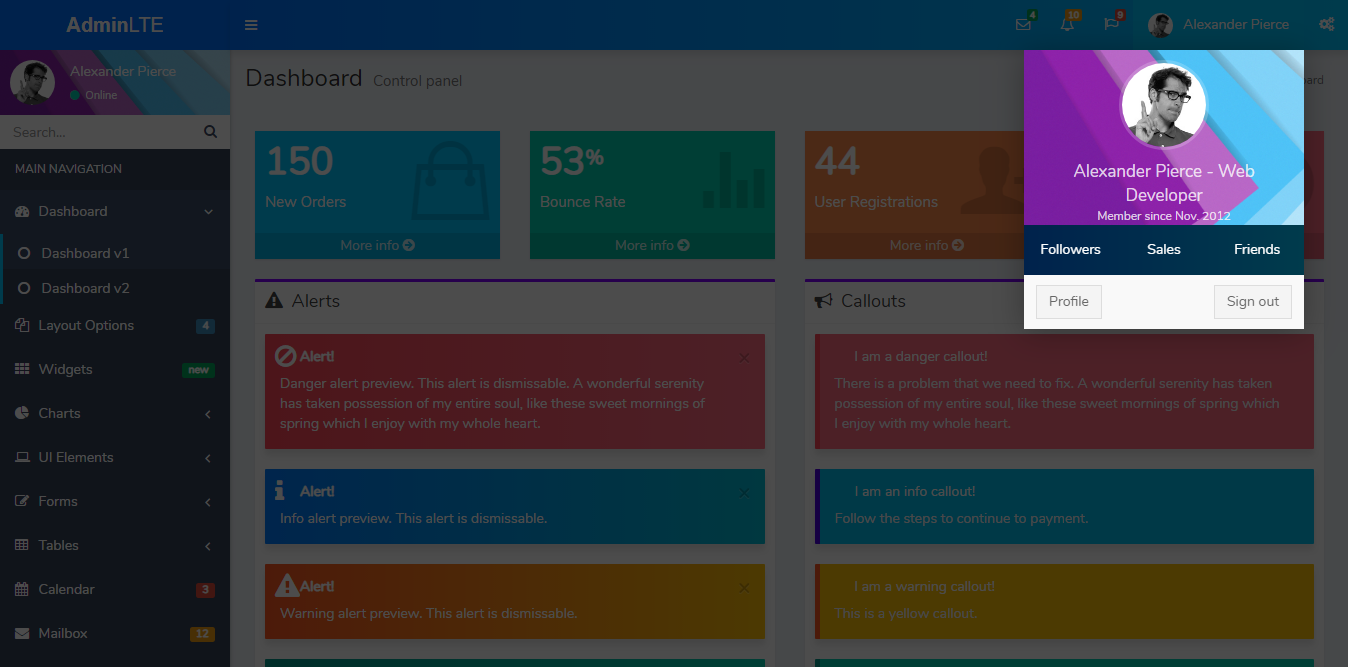 AdminLTE
4
10
9
Alexander Pierce
Alexander Pierce
Online
Search...
MAIN NAVIGATION
Dashboard
Dashboard v1
Dashboard v2
Layout Options 4
Widgets new
Charts
UI Elements
Forms
Tables
Calendar 3
Mailbox 12
Dashboard Control panel
150
New Orders
More info
53%
Bounce Rate
More info
44
User Registrations
More info
Alexander Pierce - Web
Developer
Member since Nov. 2012
Followers Sales Friends
Profile Sign out
Alerts
Alert! ×
Danger alert preview. This alert is dismissable. A wonderful serenity
has taken possession of my entire soul, like these sweet mornings of
spring which I enjoy with my whole heart.
Alert! ×
Info alert preview. This alert is dismissable.
Alert! ×
Warning alert preview. This alert is dismissable.
Callouts
I am a danger callout!
There is a problem that we need to fix. A wonderful serenity has taken
possession of my entire soul, like these sweet mornings of spring which
I enjoy with my whole heart.
I am an info callout!
Follow the steps to continue to payment.
I am a warning callout!
This is a yellow callout.